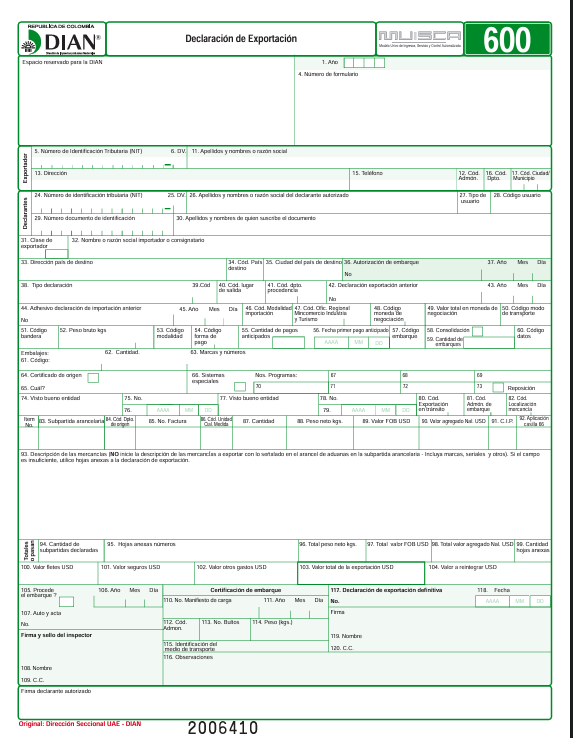 REPUBLICA DE COLOMBIA
DIAN®
Declaración de Exportación
MUISCA
Modelo Único de Ingresos, Servicio y Control Automatizado
600
Espacio reservado para la DIAN
1. Año
4. Número de formulario
Exportador
5. Número de Identificación Tributaria (NIT) 6. DV. 11. Apellidos y nombres o razón social
13. Dirección 15. Teléfono 12. Cód. Admón. 16. Cód. Dpto. 17. Cód. Ciudad/ Municipio
Declarantes
24. Número de identificación tributaria (NIT) 25. DV. 26. Apellidos y nombres o razón social del declarante autorizado 27. Tipo de usuario 28. Código usuario
29. Número documento de identificación 30. Apellidos y nombres de quien suscribe el documento
31. Clase de exportador 32. Nombre o razón social importador o consignatario
33. Dirección país de destino 34. Cód. País destino 35. Ciudad del país de destino 36. Autorización de embarque No 37. Año Mes Dia
38. Tipo declaración 39.Cód 40. Cód. lugar de salida 41. Cód. dpto. procedencia 42. Declaración exportación anterior No 43. Año Mes Dia
44. Adhesivo declaración de importación anterior No 45. Año Mes Dia 46. Cód. Modalidad importación 47. Cód. Ofic. Regional Mincomercio Industria y Turismo 48. Código moneda de negociación 49. Valor total en moneda de negociación 50. Código modo de transporte
51. Código bandera 52. Peso bruto kgs 53. Código modalidad 54. Código forma de pago 55. Cantidad de pagos anticipados 56. Fecha primer pago anticipado AAAA MM DD 57. Código embarque 58. Consolidación 59. Cantidad de embarques 60. Código datos
Embalajes:
61. Código: 62. Cantidad. 63. Marcas y números
64. Certificado de origen 66. Sistemas especiales Nos. Programas: 67 68 69
65. Cuál? 70 71 72 73 Reposición
74. Visto bueno entidad 75. No. 77. Visto bueno entidad 78. No. 80. Cód. Exportación en tránsito 81. Cód. Admón. de embarque 82. Cód. Localización mercancía
76. AAAA MM DD 79. AAAA MM DD
Item No. 83. Subpartida arancelaria 84. Cód. Dpto. de origen 85. No. Factura 86. Cód. Unidad Cial. Medida 87. Cantidad 88. Peso neto kgs. 89. Valor FOB USD 90. Valor agregado Nal. USD 91. C.I.P. 92. Aplicación casilla 66
93. Descripción de las mercancías (NO inicie la descripción de las mercancías a exportar con lo señalado en el arancel de aduanas en la subpartida arancelaria - Incluya marcas, seriales y otros). Si el campo
es insuficiente, utilice hojas anexas a la declaración de exportación.
Totales o pasan 94. Cantidad de subpartidas declaradas 95. Hojas anexas números 96. Total peso neto kgs. 97. Total valor FOB USD 98. Total valor agregado Nal. USD 99. Cantidad hojas anexas
100. Valor fletes USD 101. Valor seguros USD 102. Valor otros gastos USD 103. Valor total de la exportación USD 104. Valor a reintegrar USD
105. Procede el embarque ? 106. Año Mes Dia Certificación de embarque 117. Declaración de exportación definitiva 118. Fecha
110. No. Manifiesto de carga 111. Año Mes Dia No. AAAA MM DD
107. Auto y acta Firma
No. 112. Cód. Admon. 113. No. Bultos 114. Peso (kgs.)
Firma y sello del inspector 119. Nombre
115. Identificación del medio de transporte 120. C.C.
116. Observaciones
108. Nombre
109. C.C.
Firma declarante autorizado
Original: Dirección Seccional UAE - DIAN
2006410